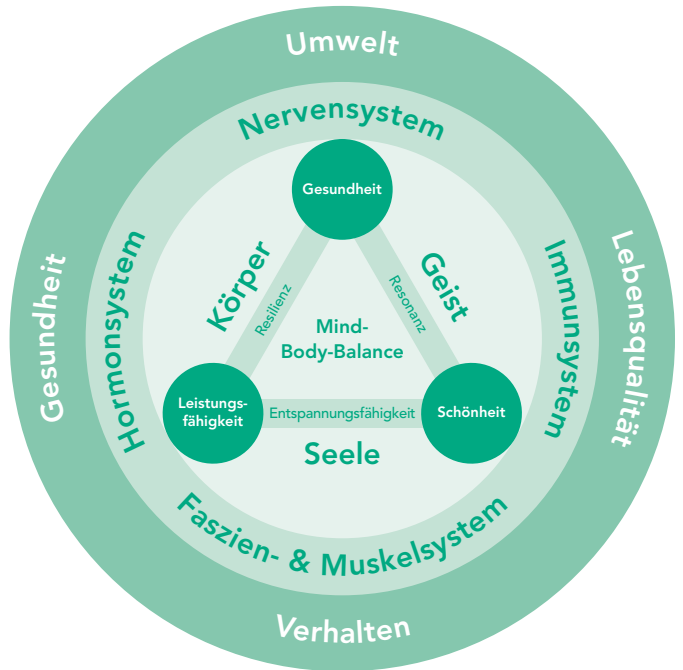 Umwelt
Nervensystem
Gesundheit
Körper
Geist
Resilienz
Resonanz
Hormonsystem
Immunsystem
Gesundheit
Lebensqualität
Mind-
Body-Balance
Leistungs-
fähigkeit
Entspannungsfähigkeit
Schönheit
Seele
Faszien- & Muskelsystem
Verhalten